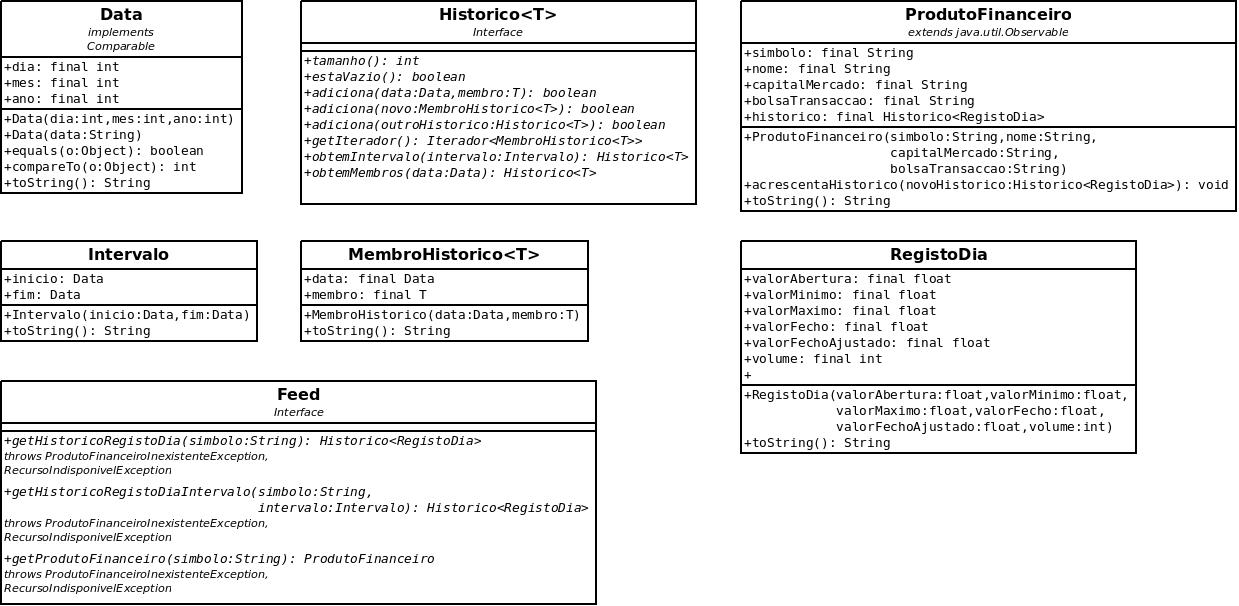 Data
implements
Comparable
+dia: final int
+mes: final int
+ano: final int
+Data(dia:int,mes:int,ano:int)
+Data(data:String)
+equals(o:Object): boolean
+compareTo(o:Object): int
+toString(): String
Historico<T>
Interface
+tamanho(): int
+estaVazio(): boolean
+adiciona(data:Data,membro:T): boolean
+adiciona(novo:MembroHistorico<T>): boolean
+adiciona(outroHistorico:Historico<T>): boolean
+getIterador(): Iterador<MembroHistorico<T>>
+obtemIntervalo(intervalo:Intervalo): Historico<T>
+obtemMembros(data:Data): Historico<T>
ProdutoFinanceiro
extends java.util.Observable
+simbolo: final String
+nome: final String
+capitalMercado: final String
+bolsaTransaccao: final String
+historico: final Historico<RegistoDia>
+ProdutoFinanceiro(simbolo:String,nome:String,
capitalMercado:String,
bolsaTransaccao:String)
+acrescentaHistorico(novoHistorico:Historico<RegistoDia>): void
+toString(): String
Intervalo
+inicio: Data
+fim: Data
+Intervalo(inicio:Data,fim:Data)
+toString(): String
MembroHistorico<T>
+data: final Data
+membro: final T
+MembroHistorico(data:Data,membro:T)
+toString(): String
RegistoDia
+valorAbertura: final float
+valorMinimo: final float
+valorMaximo: final float
+valorFecho: final float
+valorFechoAjustado: final float
+volume: final int
+
+RegistoDia(valorAbertura:float,valorMinimo:float,
valorMaximo:float,valorFecho:float,
valorFechoAjustado:float,volume:int)
+toString(): String
Feed
Interface
+getHistoricoRegistoDia(simbolo:String): Historico<RegistoDia>
throws ProdutoFinanceiroInexistenteException,
RecursoIndisponivelException
+getHistoricoRegistoDiaIntervalo(simbolo:String,
intervalo:Intervalo): Historico<RegistoDia>
throws ProdutoFinanceiroInexistenteException,
RecursoIndisponivelException
+getProdutoFinanceiro(simbolo:String): ProdutoFinanceiro
throws ProdutoFinanceiroInexistenteException,
RecursoIndisponivelException